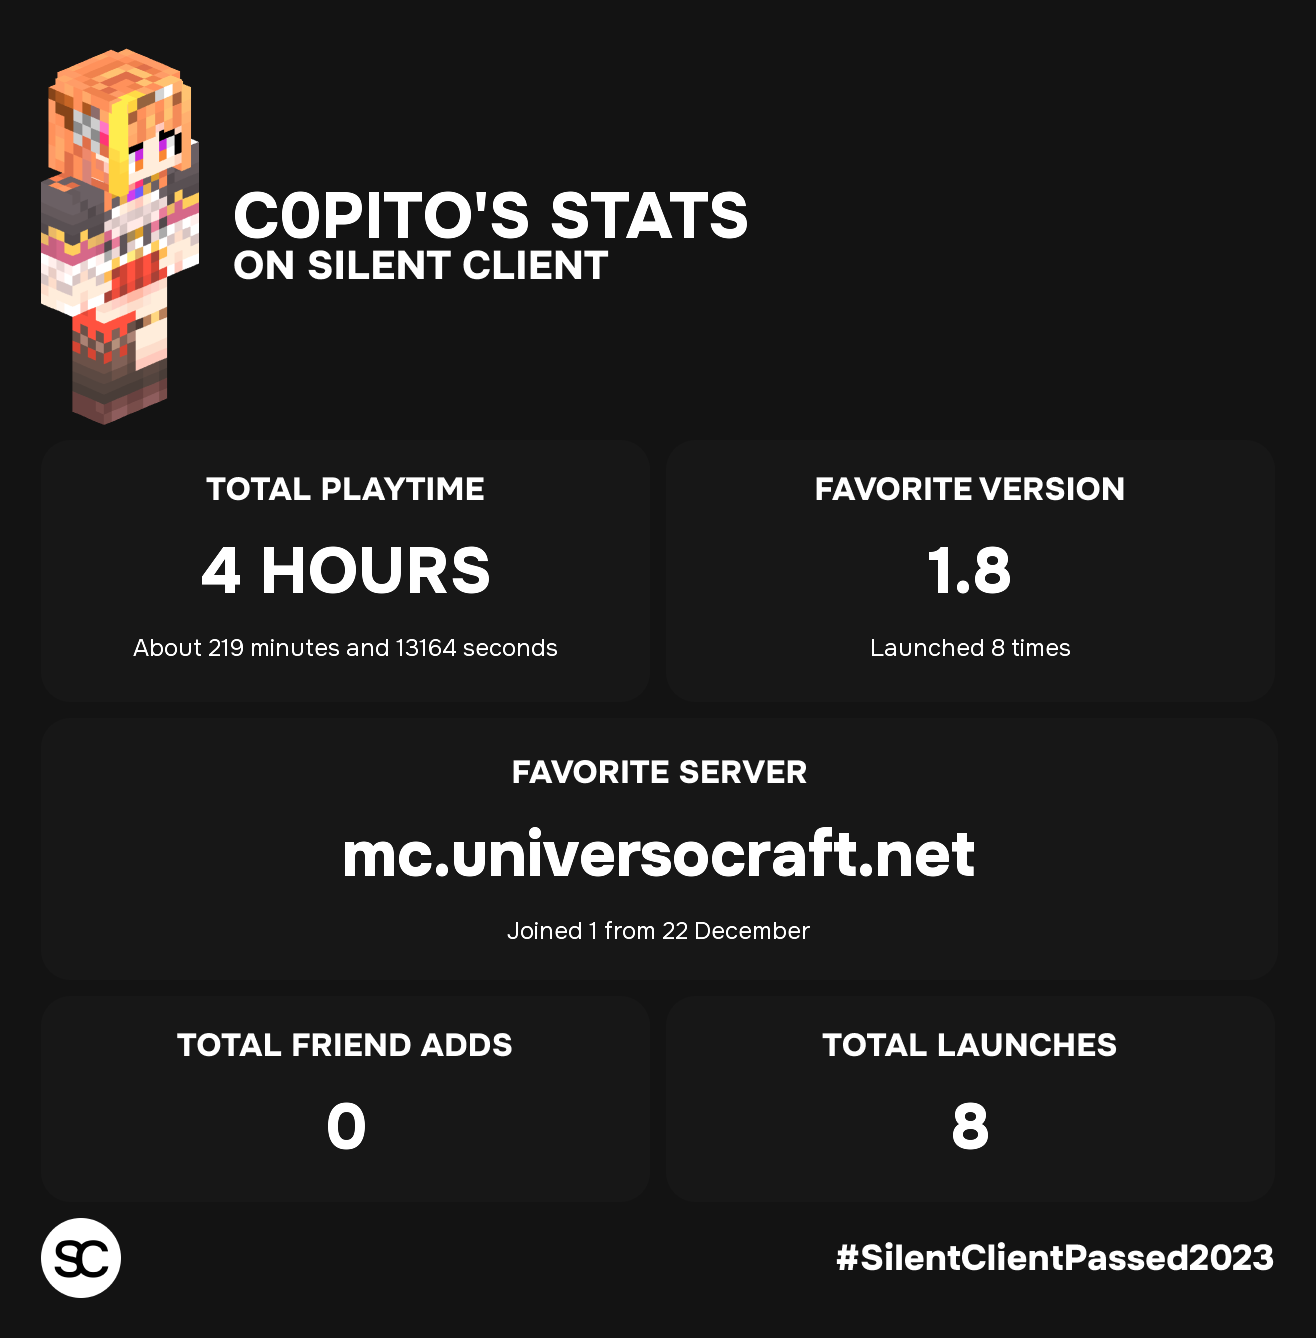 C0PITO'S STATS
ON SILENT CLIENT
TOTAL PLAYTIME
4 HOURS
About 219 minutes and 13164 seconds
FAVORITE VERSION
1.8
Launched 8 times
FAVORITE SERVER
mc.universocraft.net
Joined 1 from 22 December
TOTAL FRIEND ADDS
0
TOTAL LAUNCHES
8
SC
#SilentClientPassed2023